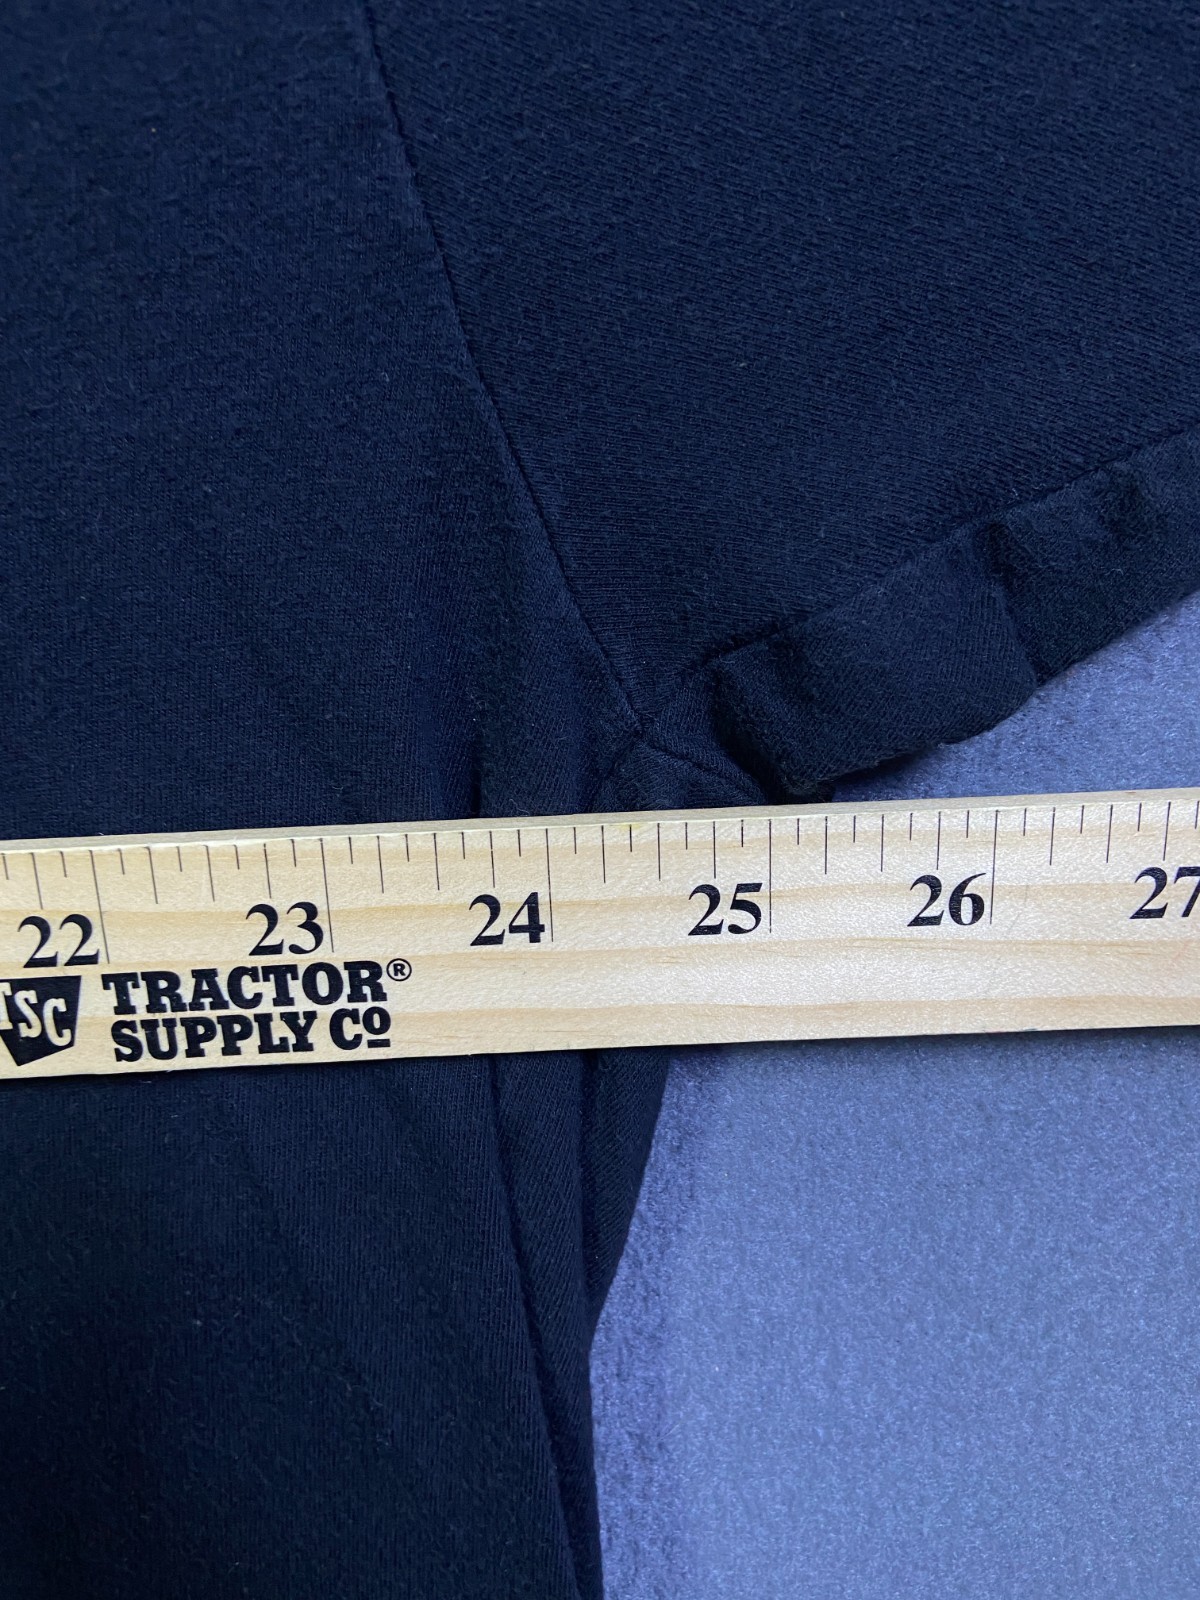 22 23 24 25 26 27
TSC TRACTOR®
SUPPLY Co